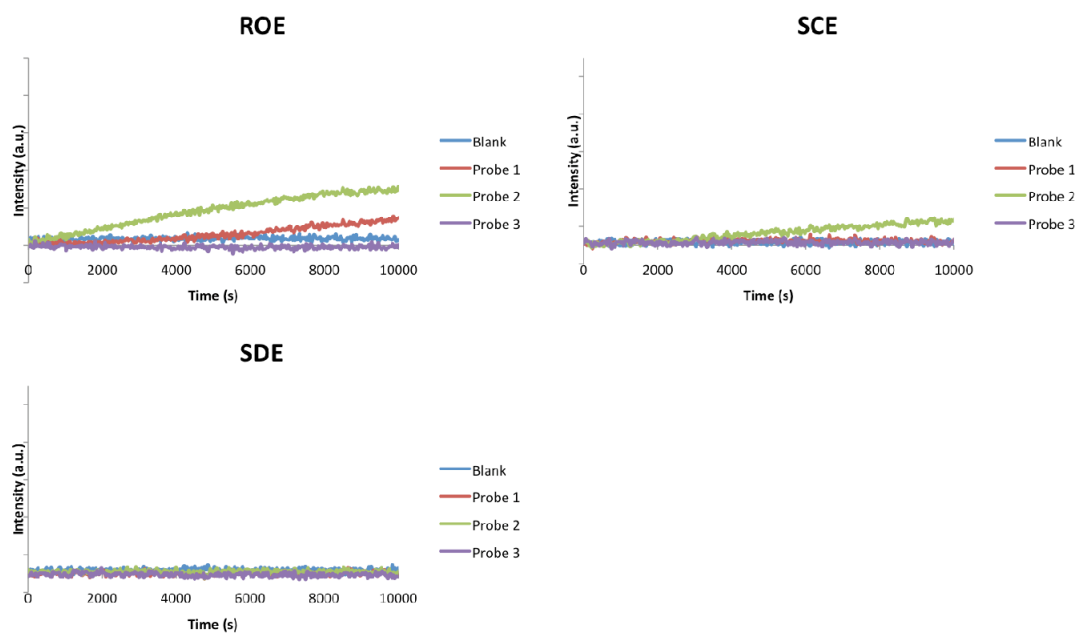 ROE
Intensity (a.u.)
Blank
Probe 1
Probe 2
Probe 3
0 2000 4000 6000 8000 10000
Time (s)
SCE
Intensity (a.u.)
Blank
Probe 1
Probe 2
Probe 3
0 2000 4000 6000 8000 10000
Time (s)
SDE
Intensity (a.u.)
Blank
Probe 1
Probe 2
Probe 3
0 2000 4000 6000 8000 10000
Time (s)